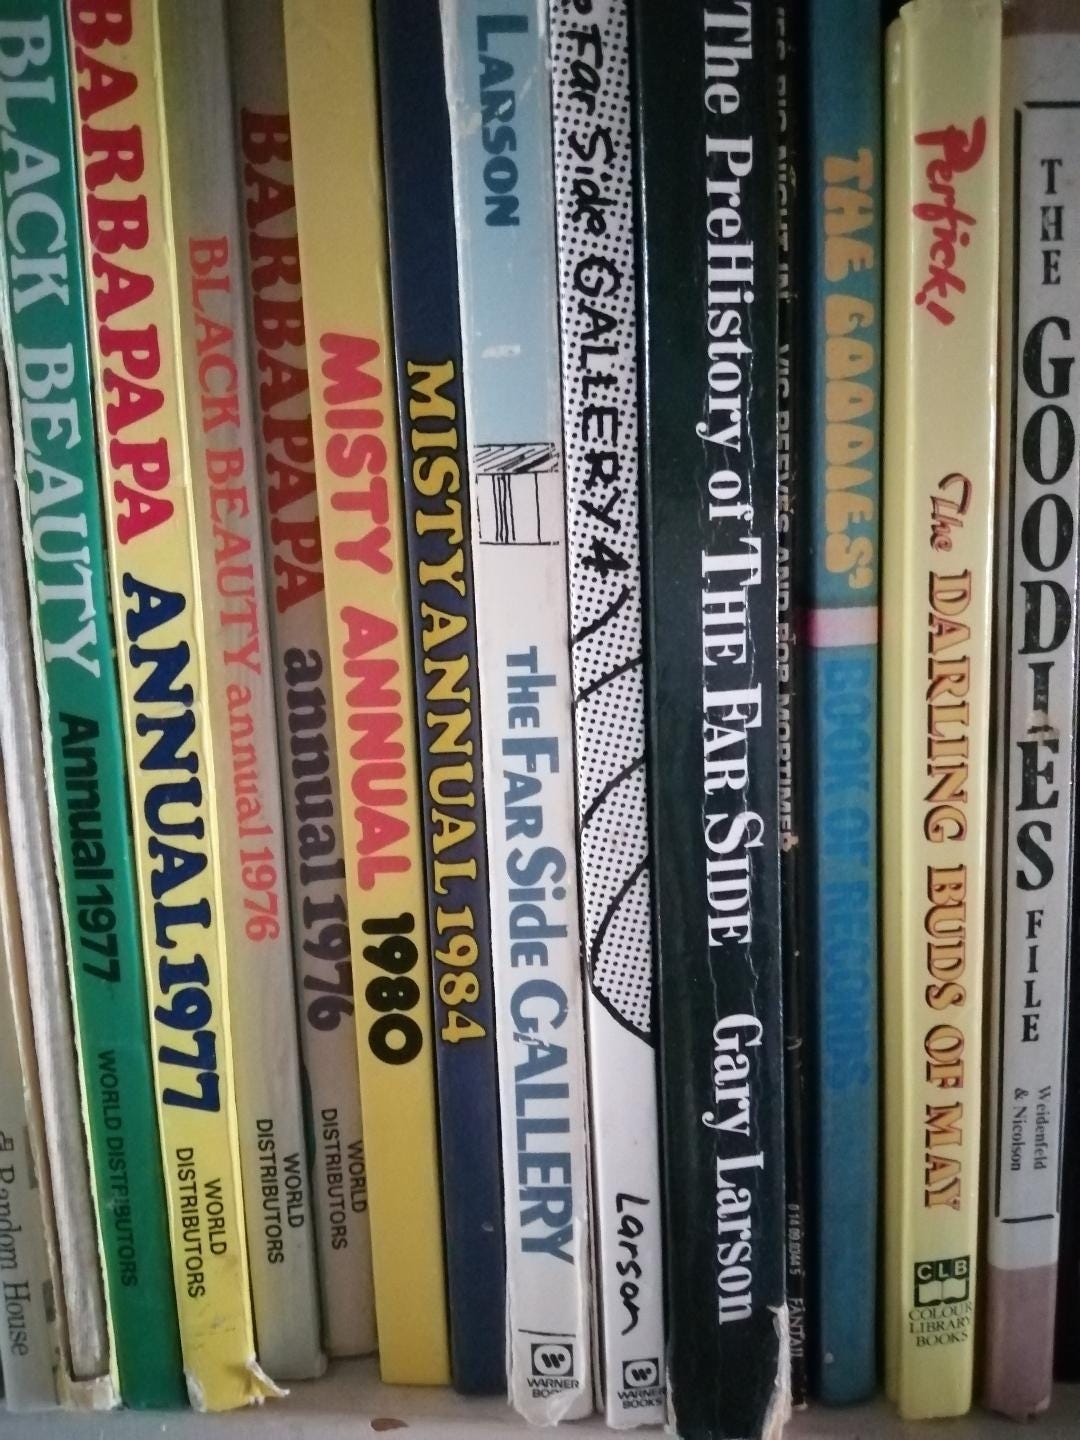 Random House
BLACK BEAUTY Annual 1977
WORLD DISTRIBUTORS
BARBAPAPA ANNUAL 1977
WORLD
DISTRIBUTORS
BLACK BEAUTY annual 1976
WORLD
DISTRIBUTORS
BARBAPAPA annual 1976
WORLD
DISTRIBUTORS
MISTY ANNUAL 1980
MISTY ANNUAL 1984
LARSON
THE FAR SIDE GALLERY
WARNER
BOOKS
Far Side GALLERY 4
Larson
WARNER
BOOKS
The PreHistory of THE FAR SIDE Gary Larson
FANTAIL
THE GOODIES' BOOK OF RECORDS
Perfick!
The DARLING BUDS OF MAY
CLB
COLOUR
LIBRARY
BOOKS
THE GOODIES FILE
Weidenfeld
& Nicolson